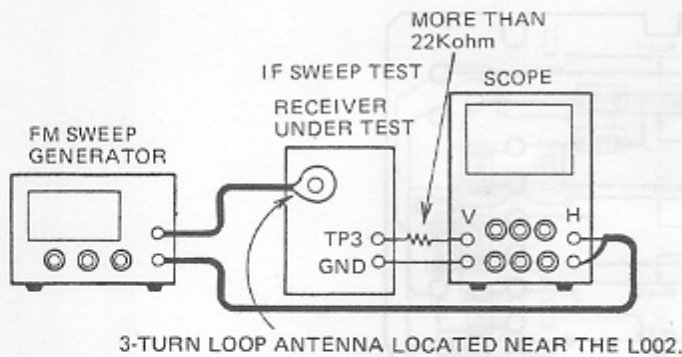 MORE THAN
22Kohm
IF SWEEP TEST
SCOPE
RECEIVER
UNDER TEST
FM SWEEP
GENERATOR
V
H
TP3
GND
3-TURN LOOP ANTENNA LOCATED NEAR THE L002.